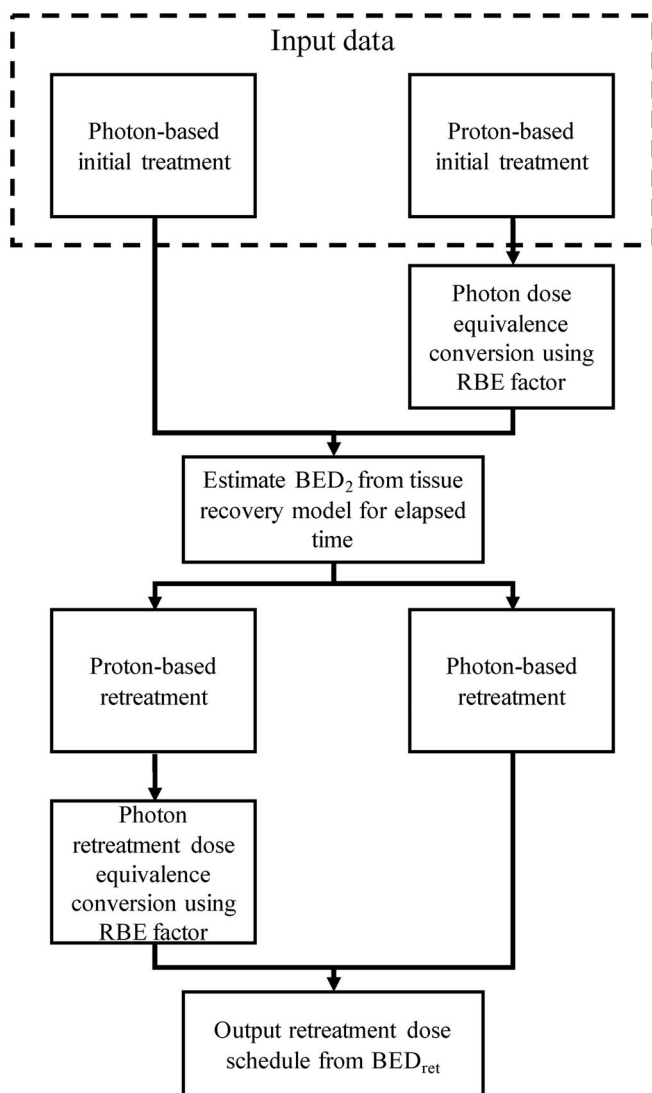 Input data
Photon-based
initial treatment
Proton-based
initial treatment
Photon dose
equivalence
conversion using
RBE factor
Estimate BED₂ from tissue
recovery model for elapsed
time
Proton-based
retreatment
Photon-based
retreatment
Photon
retreatment dose
equivalence
conversion using
RBE factor
Output retreatment dose
schedule from BEDret